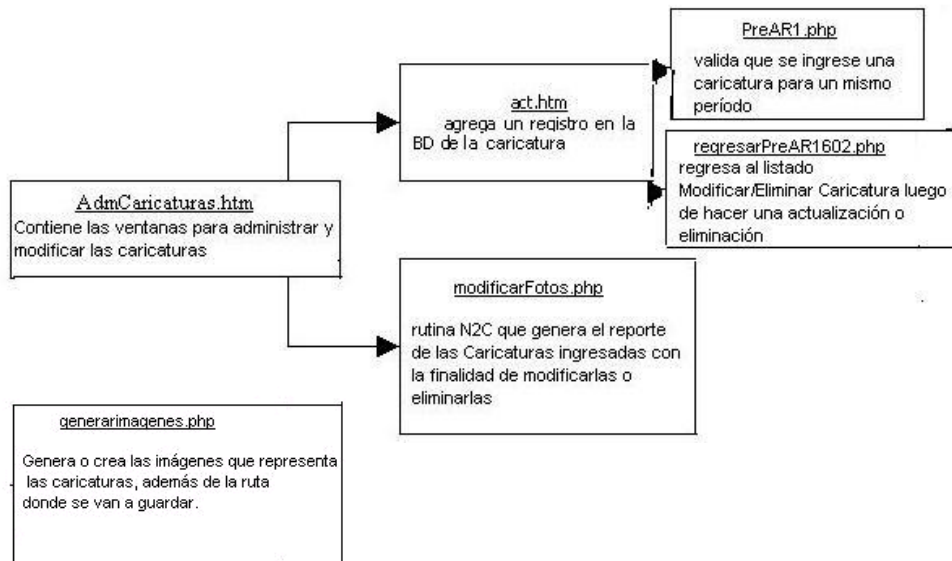 PreAR1.php
valida que se ingrese una
caricatura para un mismo
período
act.htm
agrega un registro en la
BD de la caricatura
regresarPreAR1602.php
regresa al listado
Modificar/Eliminar Caricatura luego
de hacer una actualización o
eliminación
AdmCaricaturas.htm
Contiene las ventanas para administrar y
modificar las caricaturas
modificarFotos.php
rutina N2C que genera el reporte
de las Caricaturas ingresadas con
la finalidad de modificarlas o
eliminarlas
generarimagenes.php
Genera o crea las imágenes que representa
las caricaturas, además de la ruta
donde se van a guardar.